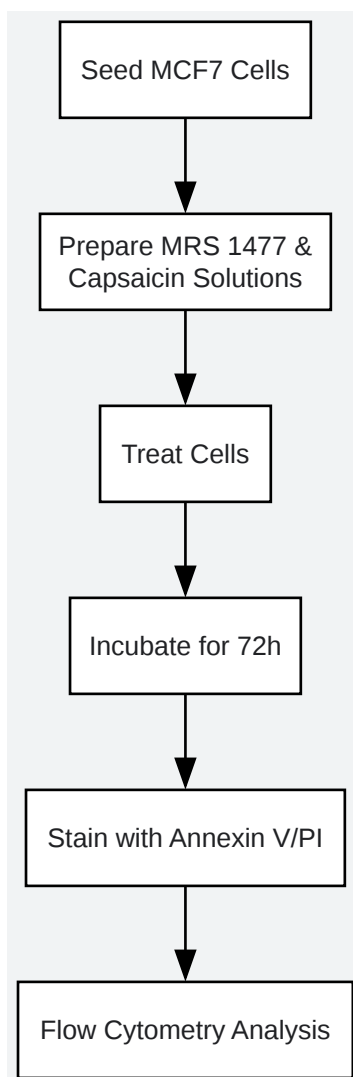 Seed MCF7 Cells
Prepare MRS 1477 &
Capsaicin Solutions
Treat Cells
Incubate for 72h
Stain with Annexin V/PI
Flow Cytometry Analysis